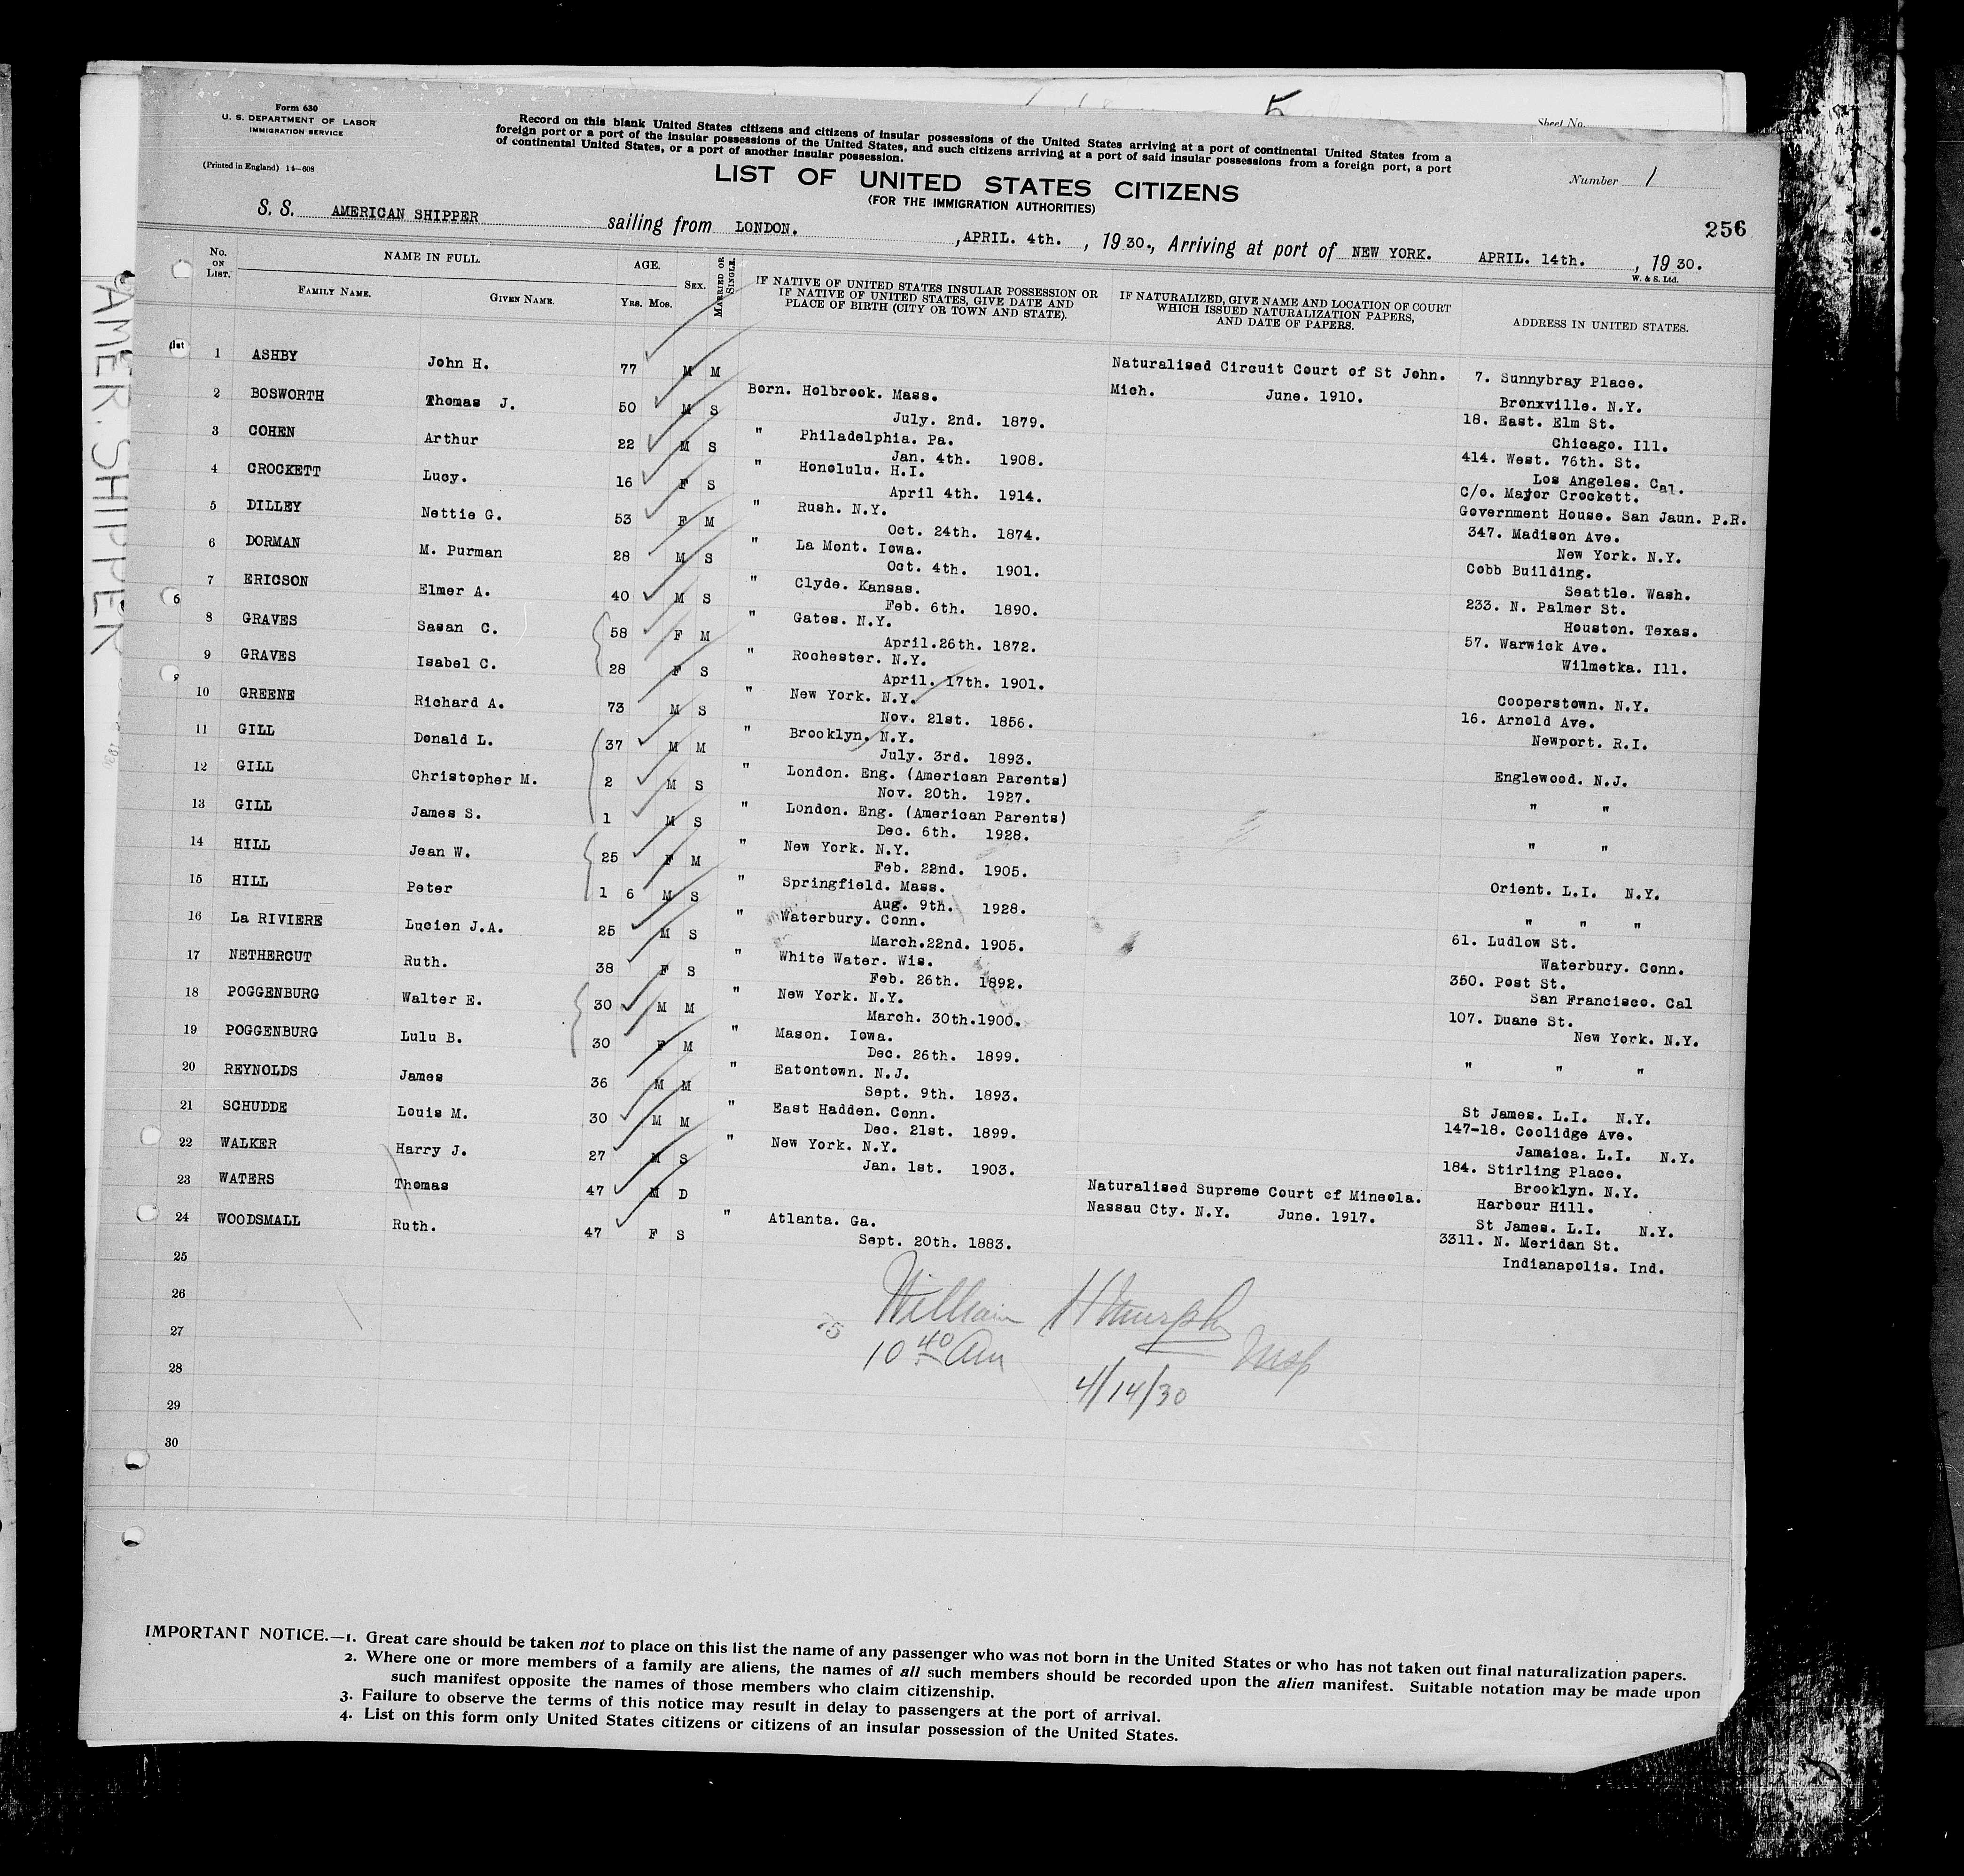 Form 630
U. S. DEPARTMENT OF LABOR
IMMIGRATION SERVICE
(Printed in England) 14—608
Record on this blank United States citizens and citizens of insular possessions of the United States arriving at a port of continental United States from a
foreign port or a port of the insular possessions of the United States, and such citizens arriving at a port of said insular possessions from a foreign port, a port
of continental United States, or a port of another insular possession.
Sheet No.
LIST OF UNITED STATES CITIZENS
(FOR THE IMMIGRATION AUTHORITIES)
Number 1
256
S. S. AMERICAN SHIPPER sailing from LONDON. , APRIL. 4th. , 19 30., Arriving at port of NEW YORK. APRIL. 14th. , 19 30.
W. & S. Ltd.
AMER. SHIPPER
No. ON LIST. NAME IN FULL. FAMILY NAME. GIVEN NAME. AGE. YRS. MOS. SEX. MARRIED OR SINGLE.
IF NATIVE OF UNITED STATES INSULAR POSSESSION OR
IF NATIVE OF UNITED STATES, GIVE DATE AND
PLACE OF BIRTH (CITY OR TOWN AND STATE).
IF NATURALIZED, GIVE NAME AND LOCATION OF COURT
WHICH ISSUED NATURALIZATION PAPERS,
AND DATE OF PAPERS.
ADDRESS IN UNITED STATES.
1 ASHBY John H. 77 M M Naturalised Circuit Court of St John. 7. Sunnybray Place.
Mich. June. 1910. Bronxville. N.Y.
2 BOSWORTH Thomas J. 50 M S Born. Holbrook. Mass. 18. East. Elm St.
July. 2nd. 1879. Chicago. Ill.
3 COHEN Arthur 22 M S " Philadelphia. Pa. 414. West. 76th. St.
Jan. 4th. 1908. Los Angeles. Cal.
4 CROCKETT Lucy. 16 F S " Honolulu. H.I. C/o. Major Crockett.
April 4th. 1914. Government House. San Jaun. P.R.
5 DILLEY Nettie G. 53 F M " Rush. N.Y. 347. Madison Ave.
Oct. 24th. 1874. New York. N.Y.
6 DORMAN M. Purman 28 M S " La Mont. Iowa. Cobb Building.
Oct. 4th. 1901. Seattle. Wash.
7 ERICSON Elmer A. 40 M S " Clyde. Kansas. 233. N. Palmer St.
Feb. 6th. 1890. Houston. Texas.
8 GRAVES Sasan C. 58 F M " Gates. N.Y. 57. Warwick Ave.
April.26th. 1872. Wilmetka. Ill.
9 GRAVES Isabel C. 28 F S " Rochester. N.Y.
April. 17th. 1901. Cooperstown. N.Y.
10 GREENE Richard A. 73 M S " New York. N.Y. 16. Arnold Ave.
Nov. 21st. 1856. Newport. R.I.
11 GILL Donald L. 37 M M " Brooklyn. N.Y.
July. 3rd. 1893. Englewood. N.J.
12 GILL Christopher M. 2 M S " London. Eng. (American Parents)
Nov. 20th. 1927. " "
13 GILL James S. 1 M S " London. Eng. (American Parents)
Dec. 6th. 1928. " "
14 HILL Jean W. 25 F M " New York. N.Y.
Feb. 22nd. 1905. Orient. L.I. N.Y.
15 HILL Peter 1 6 M S " Springfield. Mass.
Aug. 9th. 1928. " " "
16 La RIVIERE Lucien J.A. 25 M S " Waterbury. Conn. 61. Ludlow St.
March.22nd. 1905. Waterbury. Conn.
17 NETHERCUT Ruth. 38 F S " White Water. Wis. 350. Post St.
Feb. 26th. 1892. San Francisco. Cal
18 POGGENBURG Walter E. 30 M M " New York. N.Y. 107. Duane St.
March. 30th.1900. New York. N.Y.
19 POGGENBURG Lulu B. 30 F M " Mason. Iowa.
Dec. 26th. 1899. " " "
20 REYNOLDS James 36 M M " Eatontown. N.J.
Sept. 9th. 1893. St James. L.I. N.Y.
21 SCHUDDE Louis M. 30 M M " East Hadden. Conn. 147-18. Coolidge Ave.
Dec. 21st. 1899. Jamaica. L.I. N.Y.
22 WALKER Harry J. 27 M S " New York. N.Y. 184. Stirling Place.
Jan. 1st. 1903. Brooklyn. N.Y.
23 WATERS Thomas 47 M D Naturalised Supreme Court of Mineola. Harbour Hill.
Nassau Cty. N.Y. June. 1917. St James. L.I. N.Y.
24 WOODSMALL Ruth. 47 F S " Atlanta. Ga. 3311. N. Meridan St.
Sept. 20th. 1883. Indianapolis. Ind.
25
26
27
28
29
30
William H Murphy Insp
10 40 Am
4/14/30
IMPORTANT NOTICE.—1. Great care should be taken not to place on this list the name of any passenger who was not born in the United States or who has not taken out final naturalization papers.
2. Where one or more members of a family are aliens, the names of all such members should be recorded upon the alien manifest. Suitable notation may be made upon
such manifest opposite the names of those members who claim citizenship.
3. Failure to observe the terms of this notice may result in delay to passengers at the port of arrival.
4. List on this form only United States citizens or citizens of an insular possession of the United States.